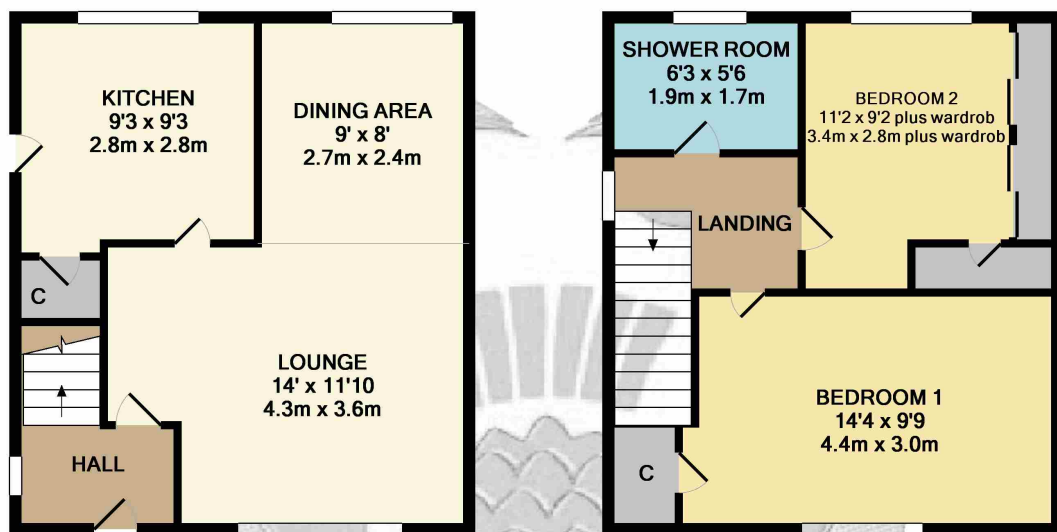 KITCHEN
9'3 x 9'3
2.8m x 2.8m
DINING AREA
9' x 8'
2.7m x 2.4m
C
LOUNGE
14' x 11'10
4.3m x 3.6m
HALL
SHOWER ROOM
6'3 x 5'6
1.9m x 1.7m
BEDROOM 2
11'2 x 9'2 plus wardrob
3.4m x 2.8m plus wardrob
LANDING
BEDROOM 1
14'4 x 9'9
4.4m x 3.0m
C